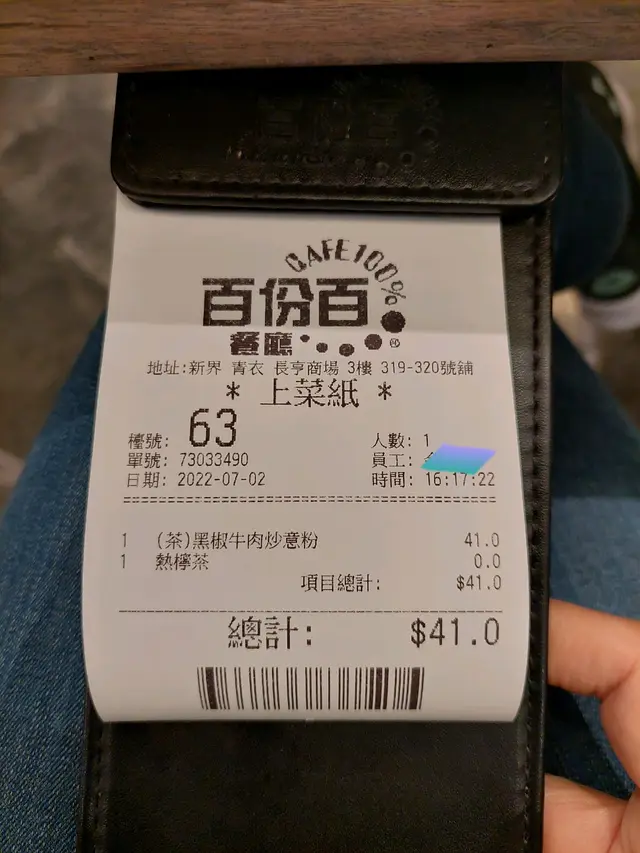 CAFE 100%
百份百
餐廳 ®
地址:新界 青衣 長亨商場 3樓 319-320號舖
* 上菜紙 *
檯號: 63
人數: 1
單號: 73033490
員工:
日期: 2022-07-02
時間: 16:17:22
1 (茶)黑椒牛肉炒意粉 41.0
1 熱檸茶 0.0
項目總計: $41.0
總計: $41.0